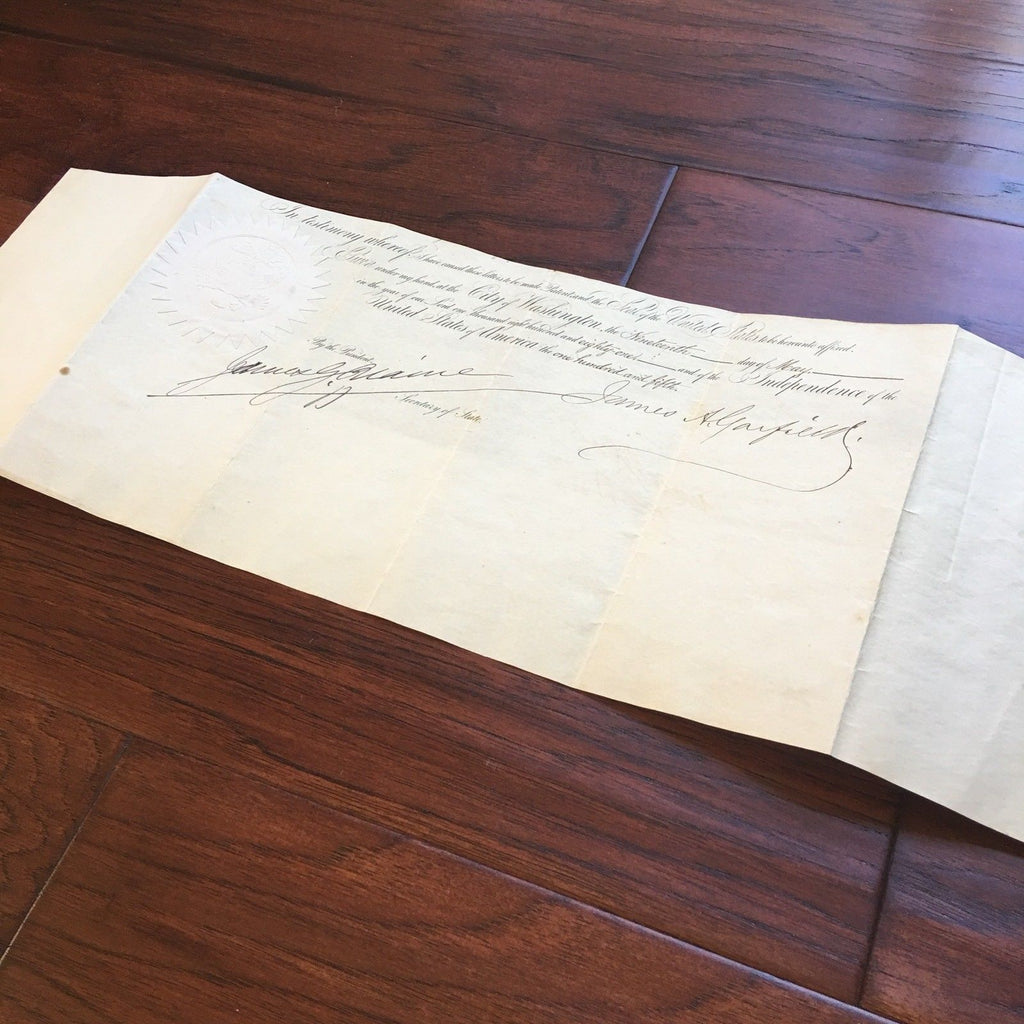 In testimony whereof I have caused these letters to be made Patent and the Seal of the United States to be hereunto affixed.
Given under my hand, at the City of Washington, the Nineteenth day of May,
in the year of our Lord one thousand eight hundred and eighty-one; and of the Independence of the
United States of America the one hundred and fifth.
James A. Garfield.
By the President:
James G. Blaine
Secretary of State.